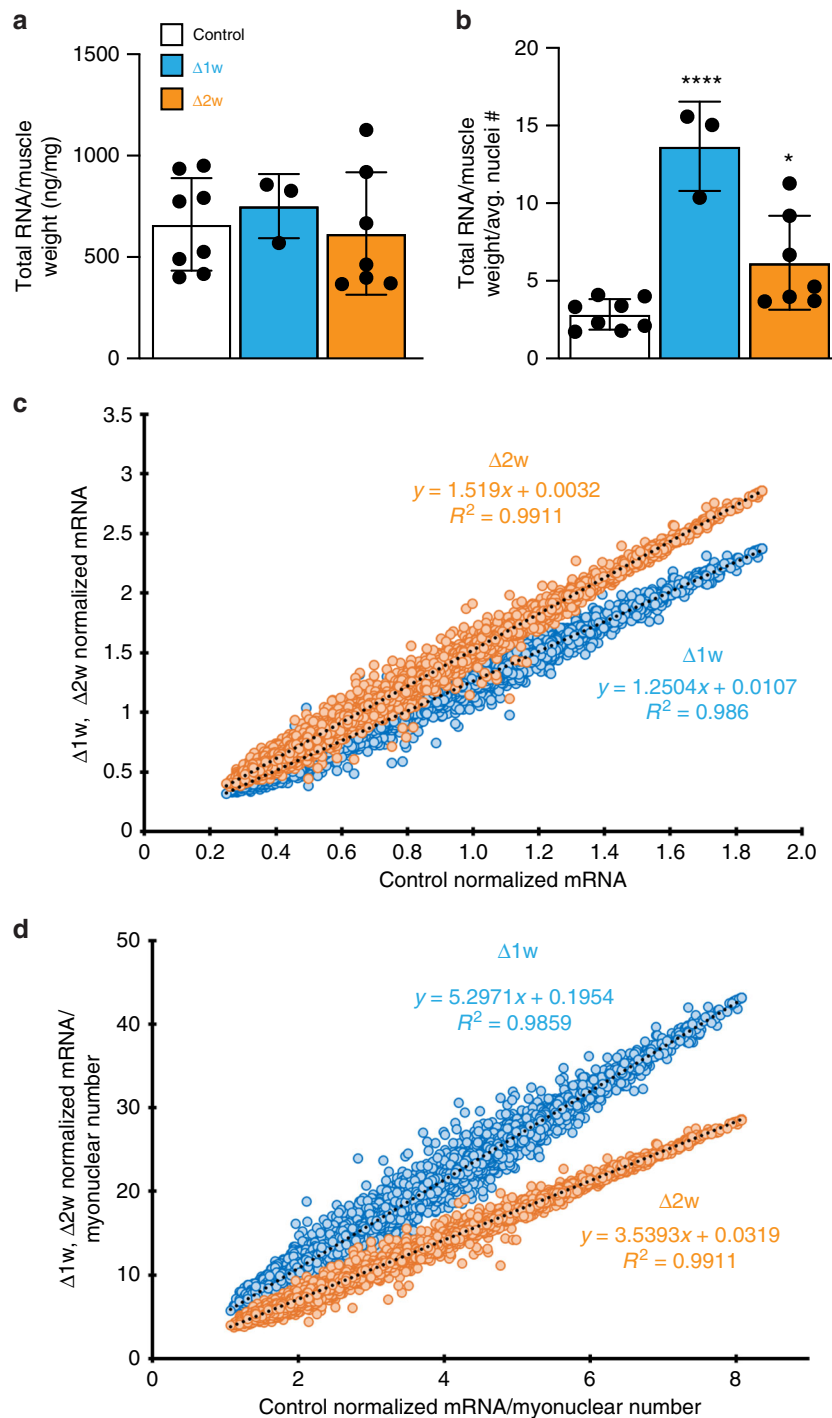 a
Control
Δ1w
Δ2w
1500
1000
500
0
Total RNA/muscle
weight (ng/mg)
b
20
15
10
5
0
Total RNA/muscle
weight/avg. nuclei #
****
*
c
3.5
3
2.5
2
1.5
1
0.5
0
Δ1w, Δ2w normalized mRNA
Δ2w
y = 1.519x + 0.0032
R² = 0.9911
Δ1w
y = 1.2504x + 0.0107
R² = 0.986
0 0.2 0.4 0.6 0.8 1.0 1.2 1.4 1.6 1.8 2.0
Control normalized mRNA
d
50
40
30
20
10
0
Δ1w, Δ2w normalized mRNA/
myonuclear number
Δ1w
y = 5.2971x + 0.1954
R² = 0.9859
Δ2w
y = 3.5393x + 0.0319
R² = 0.9911
0 2 4 6 8
Control normalized mRNA/myonuclear number